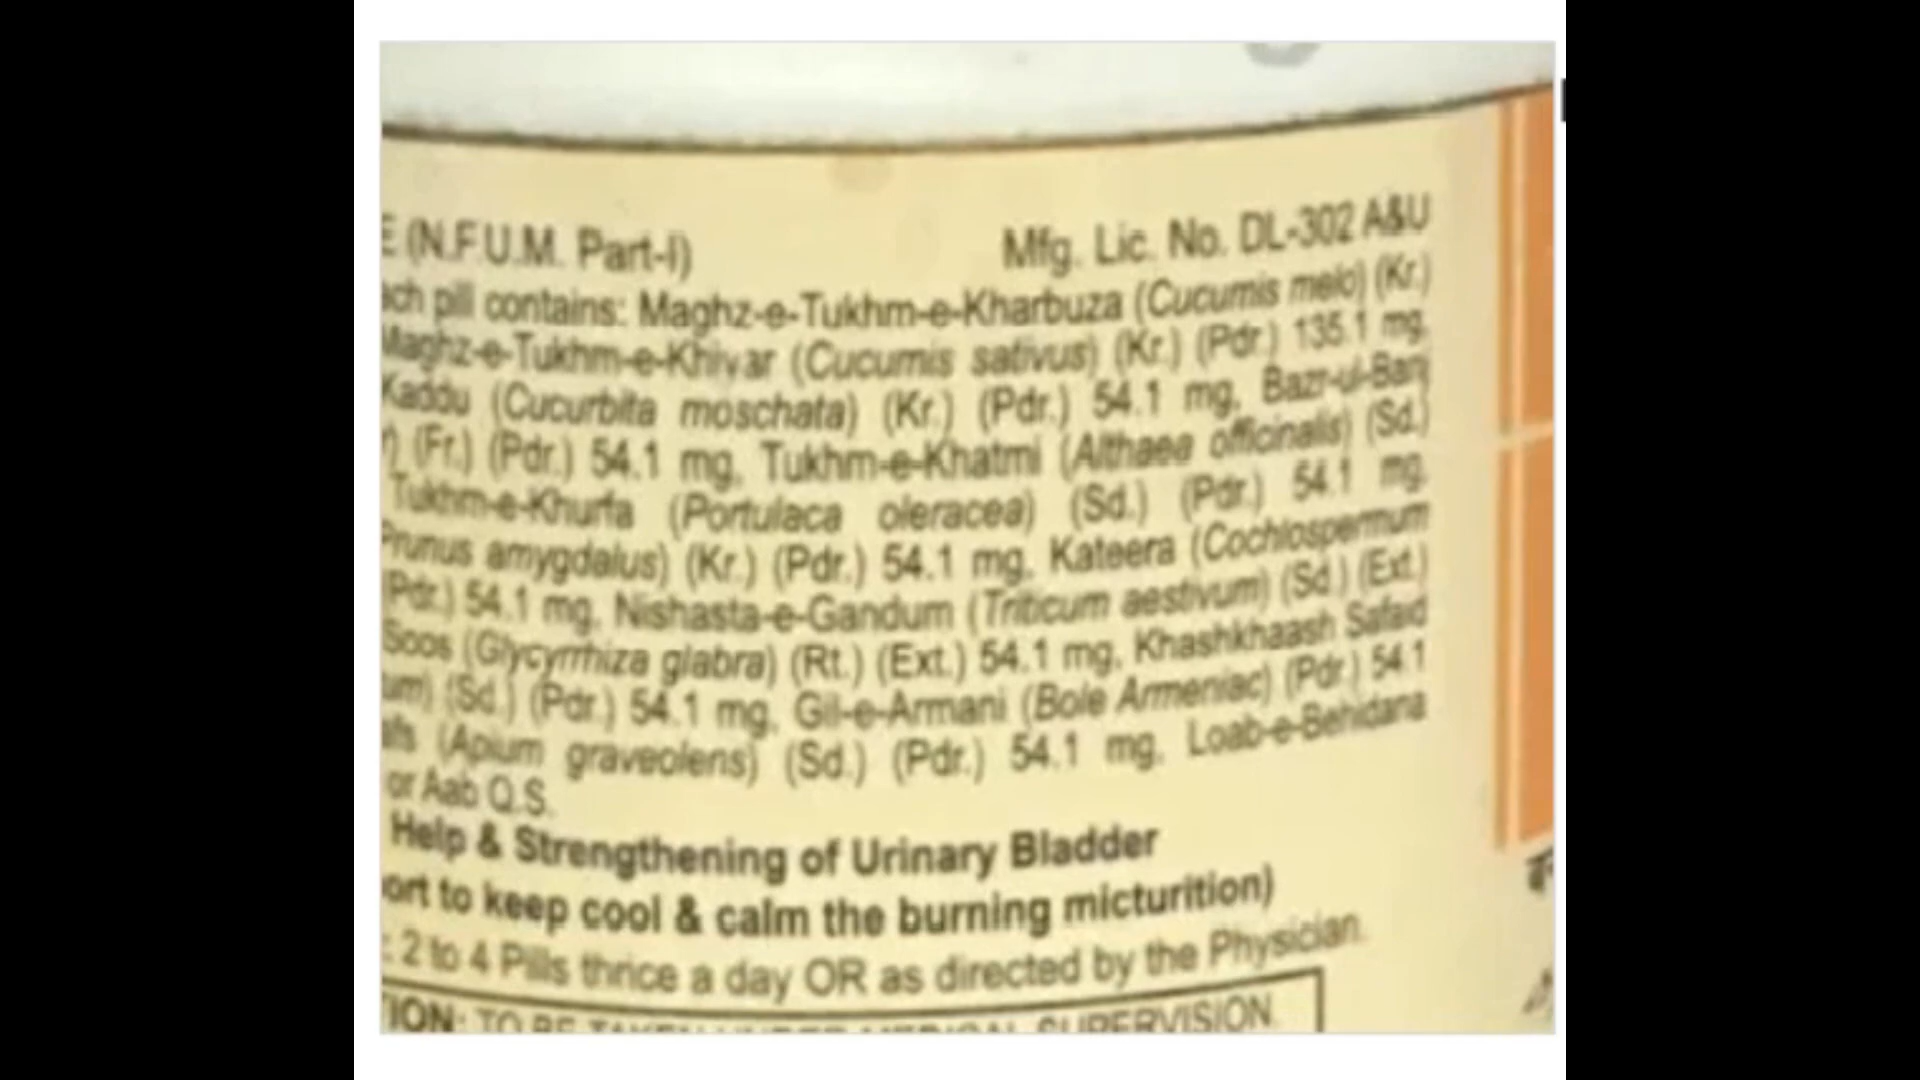 E (N.F.U.M. Part-I) Mfg. Lic. No. DL-302 A&U
ch pill contains: Maghz-e-Tukhm-e-Kharbuza (Cucumis melo) (Kr.)
Maghz-e-Tukhm-e-Khiyar (Cucumis sativus) (Kr.) (Pdr.) 135.1 mg,
Kaddu (Cucurbita moschata) (Kr.) (Pdr.) 54.1 mg, Bazr-ul-Banj
(Fr.) (Pdr.) 54.1 mg, Tukhm-e-Khatmi (Althaea officinalis) (Sd.)
Tukhm-e-Khurfa (Portulaca oleracea) (Sd.) (Pdr.) 54.1 mg,
Prunus amygdalus) (Kr.) (Pdr.) 54.1 mg, Kateera (Cochlospermum
Pdr.) 54.1 mg, Nishasta-e-Gandum (Triticum aestivum) (Sd.) (Ext.)
Soos (Glycyrrhiza glabra) (Rt.) (Ext.) 54.1 mg, Khashkhaash Safaid
um) (Sd.) (Pdr.) 54.1 mg, Gil-e-Armani (Bole Armeniac) (Pdr.) 54.1
(Apium graveolens) (Sd.) (Pdr.) 54.1 mg, Loab-e-Behidana
or Aab Q.S.
Help & Strengthening of Urinary Bladder
ort to keep cool & calm the burning micturition)
: 2 to 4 Pills thrice a day OR as directed by the Physician.
TION: TO BE TAKEN UNDER MEDICAL SUPERVISION.